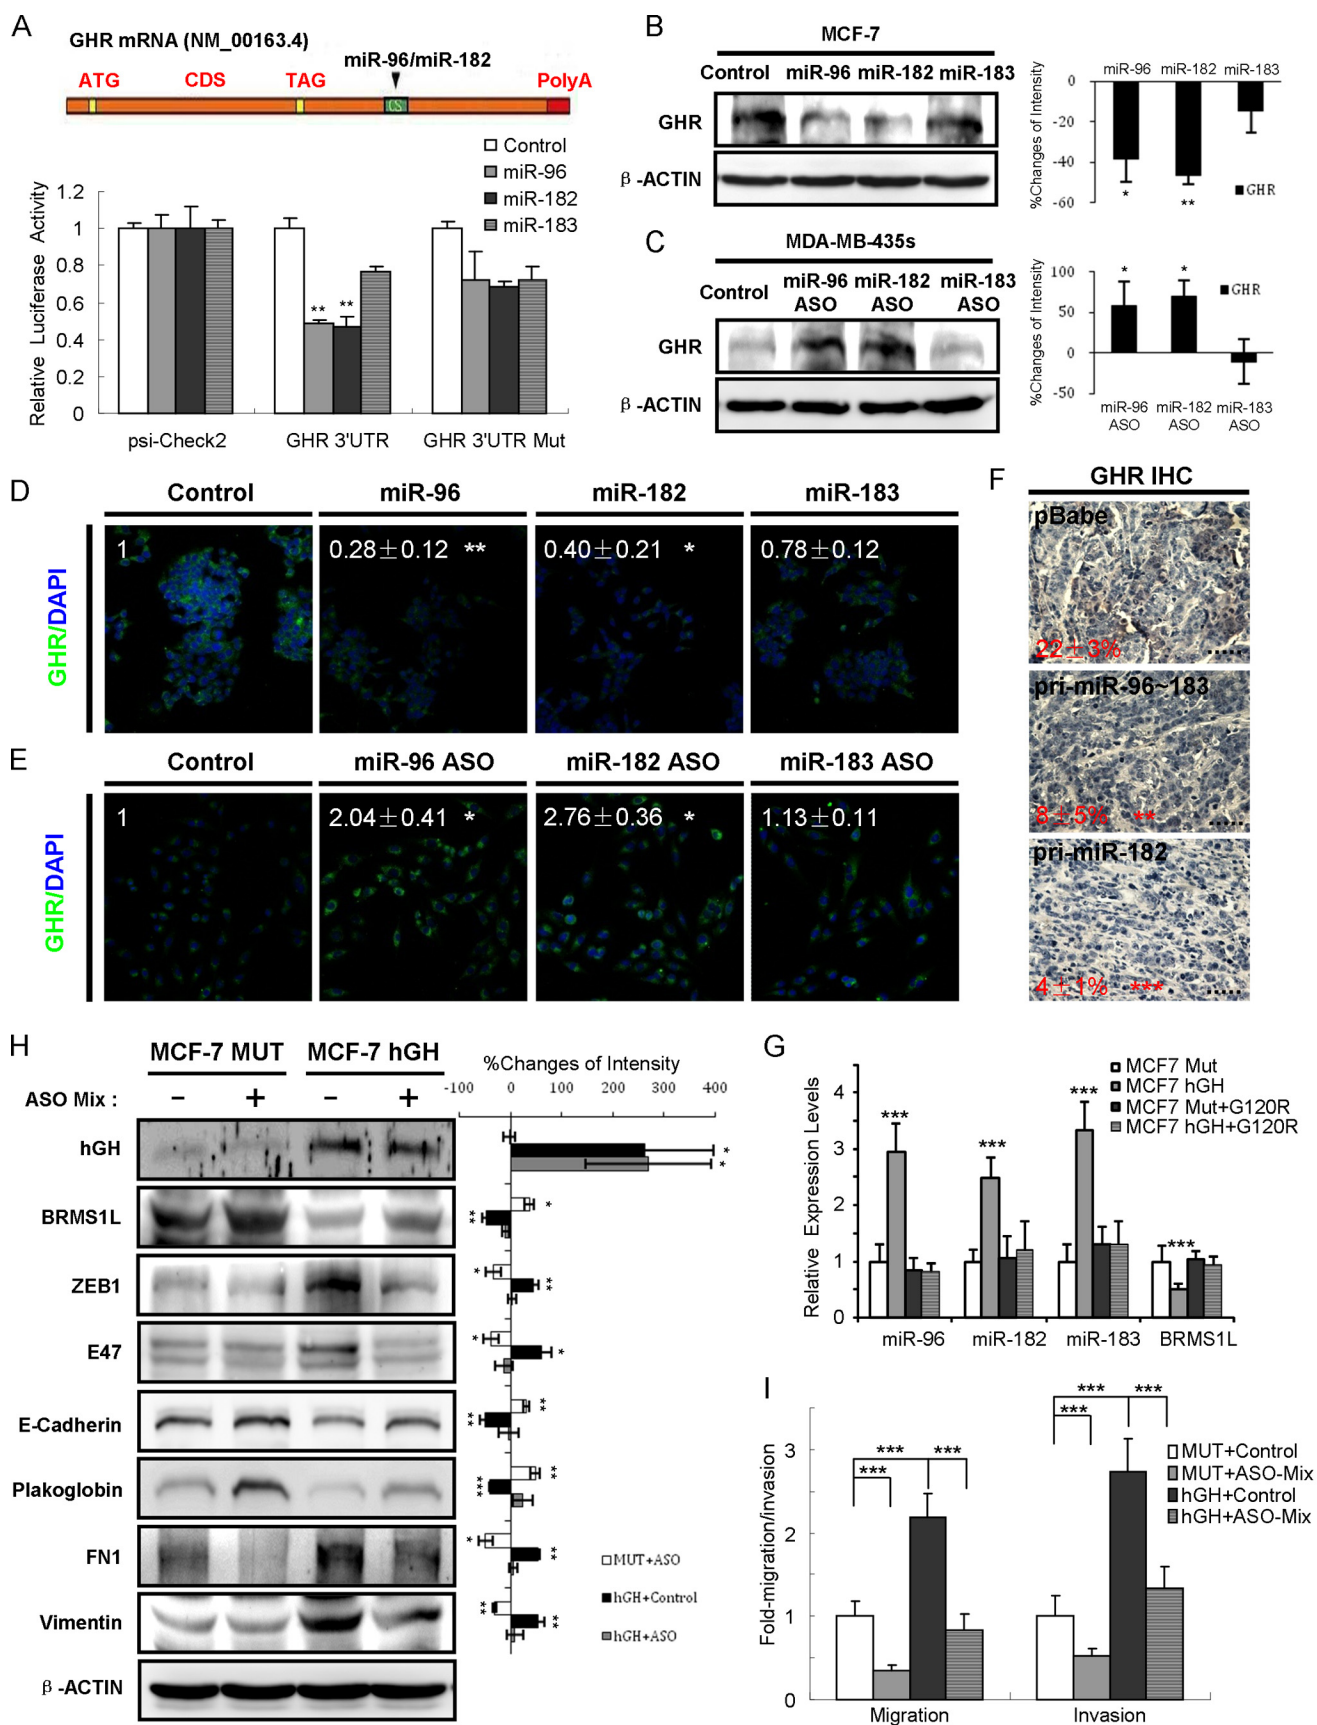 A
GHR mRNA (NM_00163.4)
miR-96/miR-182
ATG CDS TAG PolyA
CS
Control
miR-96
miR-182
miR-183
Relative Luciferase Activity
1.2
1
0.8
0.6
0.4
0.2
0
** **
psi-Check2 GHR 3'UTR GHR 3'UTR Mut
B
MCF-7
Control miR-96 miR-182 miR-183
GHR
β-ACTIN
%Changes of Intensity
miR-96 miR-182 miR-183
0
-20
-40
-60
* **
GHR
C
MDA-MB-435s
Control miR-96 ASO miR-182 ASO miR-183 ASO
GHR
β-ACTIN
%Changes of Intensity
100
50
0
-50
* *
GHR
miR-96 ASO miR-182 ASO miR-183 ASO
D
Control miR-96 miR-182 miR-183
GHR/DAPI
1 0.28±0.12 ** 0.40±0.21 * 0.78±0.12
E
Control miR-96 ASO miR-182 ASO miR-183 ASO
GHR/DAPI
1 2.04±0.41 * 2.76±0.36 * 1.13±0.11
F
GHR IHC
pBabe
22±3%
pri-miR-96~183
8±5% **
pri-miR-182
4±1% ***
H
MCF-7 MUT MCF-7 hGH
ASO Mix : − + − +
hGH
BRMS1L
ZEB1
E47
E-Cadherin
Plakoglobin
FN1
Vimentin
β-ACTIN
%Changes of Intensity
-100 0 100 200 300 400
*
*
*
**
*
**
*
*
**
**
**
***
*
**
**
**
MUT+ASO
hGH+Control
hGH+ASO
G
Relative Expression Levels
4
3
2
1
0
*** *** *** ***
MCF7 Mut
MCF7 hGH
MCF7 Mut+G120R
MCF7 hGH+G120R
miR-96 miR-182 miR-183 BRMS1L
I
Fold-migration/invasion
3
2
1
0
*** *** ***
*** *** ***
MUT+Control
MUT+ASO-Mix
hGH+Control
hGH+ASO-Mix
Migration Invasion